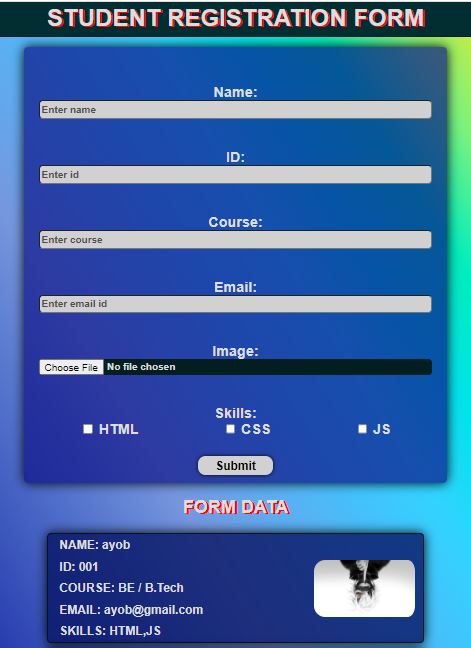 STUDENT REGISTRATION FORM
Name:
Enter name
ID:
Enter id
Course:
Enter course
Email:
Enter email id
Image:
Choose File No file chosen
Skills:
HTML CSS JS
Submit
FORM DATA
NAME: ayob
ID: 001
COURSE: BE / B.Tech
EMAIL: ayob@gmail.com
SKILLS: HTML,JS